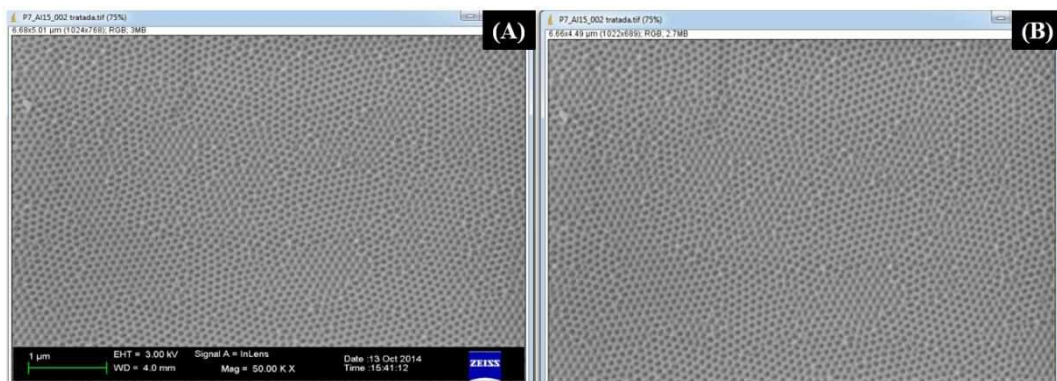 P7_Al15_002 tratada.tif (75%)
6.68x5.01 µm (1024x768); RGB; 3MB
(A)
1 µm
EHT = 3.00 kV
WD = 4.0 mm
Signal A = InLens
Mag = 50.00 K X
Date :13 Oct 2014
Time :15:41:12
ZEISS
P7_Al15_002 tratada.tif (75%)
6.66x4.49 µm (1022x689); RGB; 2.7MB
(B)